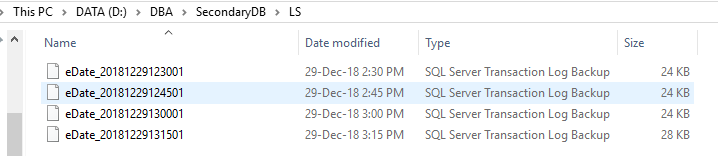 This PC > DATA (D:) > DBA > SecondaryDB > LS
Name Date modified Type Size
eDate_20181229123001 29-Dec-18 2:30 PM SQL Server Transaction Log Backup 24 KB
eDate_20181229124501 29-Dec-18 2:45 PM SQL Server Transaction Log Backup 24 KB
eDate_20181229130001 29-Dec-18 3:00 PM SQL Server Transaction Log Backup 24 KB
eDate_20181229131501 29-Dec-18 3:15 PM SQL Server Transaction Log Backup 28 KB